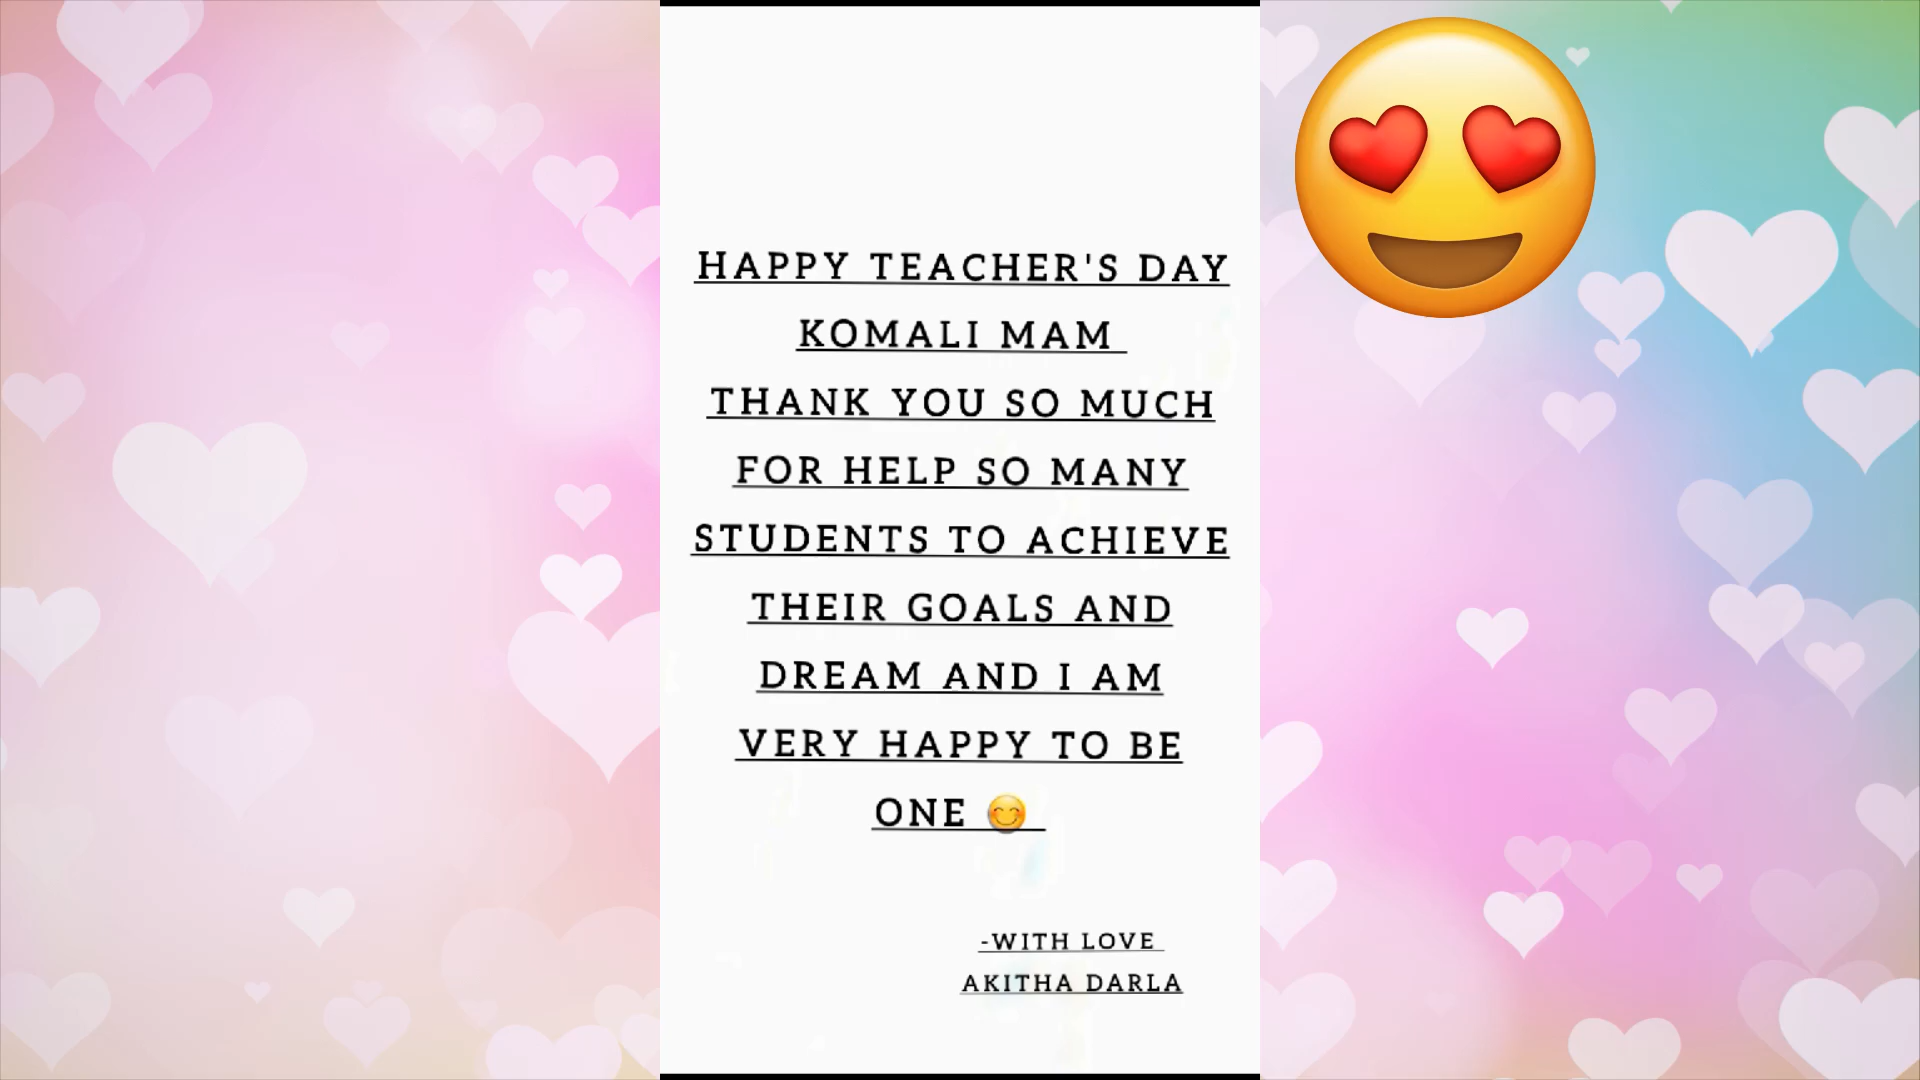 HAPPY TEACHER'S DAY
KOMALI MAM
THANK YOU SO MUCH
FOR HELP SO MANY
STUDENTS TO ACHIEVE
THEIR GOALS AND
DREAM AND I AM
VERY HAPPY TO BE
ONE 😊
-WITH LOVE
AKITHA DARLA